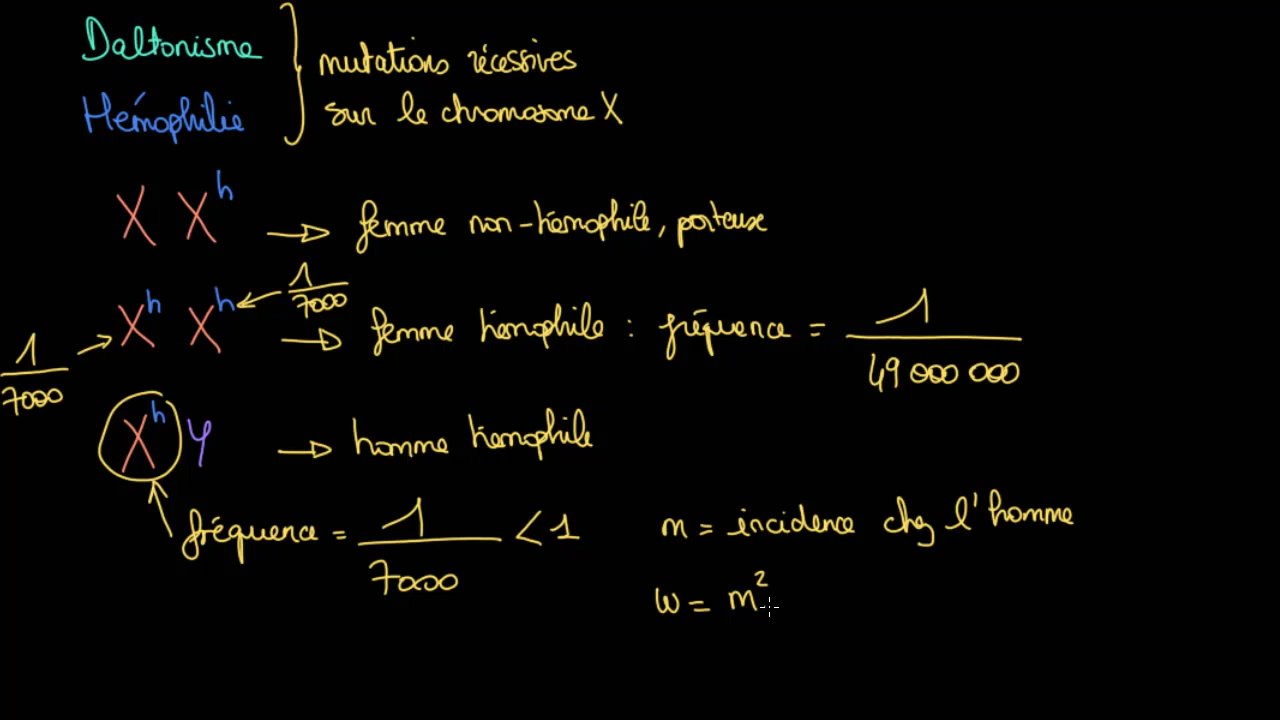 Daltonisme
Hémophilie
mutations récessives
sur le chromosome X
X X^h → femme non-hémophile, porteuse
1/7000
1/7000
X^h X^h → femme hémophile : fréquence = 1/49 000 000
X^h Y → homme hémophile
fréquence = 1/7000 < 1
m = incidence chez l'homme
w = m²